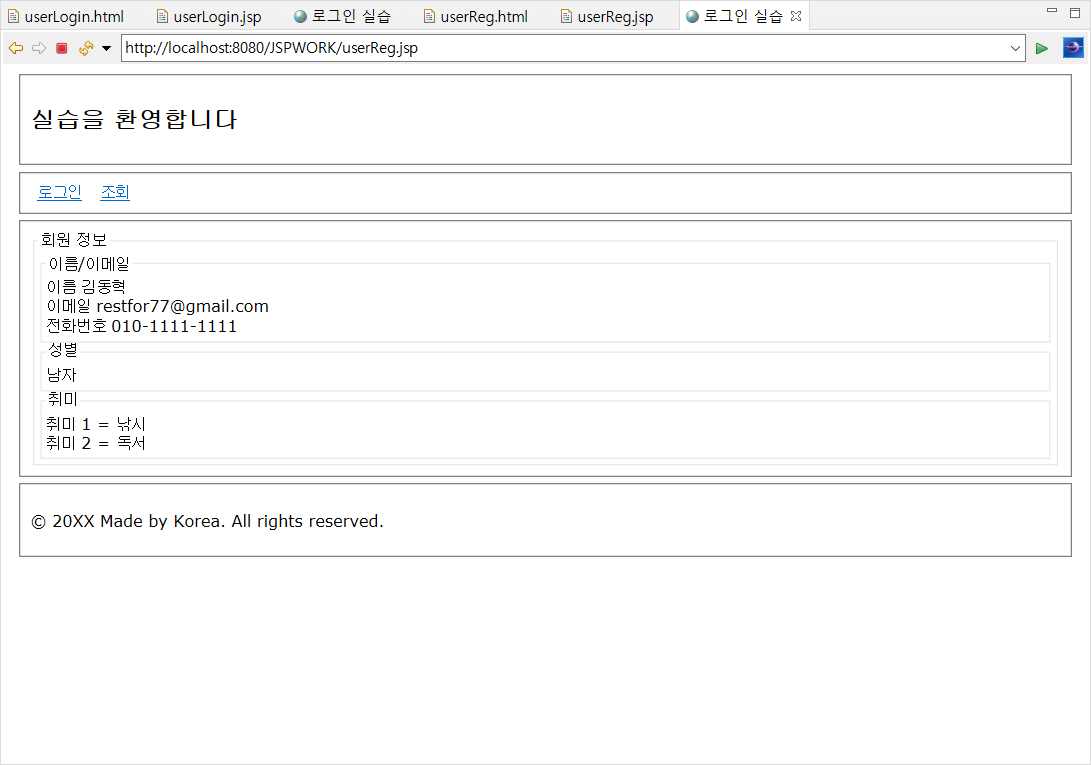 userLogin.html userLogin.jsp 로그인 실습 userReg.html userReg.jsp 로그인 실습
http://localhost:8080/JSPWORK/userReg.jsp
실습을 환영합니다
로그인 조회
회원 정보
이름/이메일
이름 김동혁
이메일 restfor77@gmail.com
전화번호 010-1111-1111
성별
남자
취미
취미 1 = 낚시
취미 2 = 독서
© 20XX Made by Korea. All rights reserved.